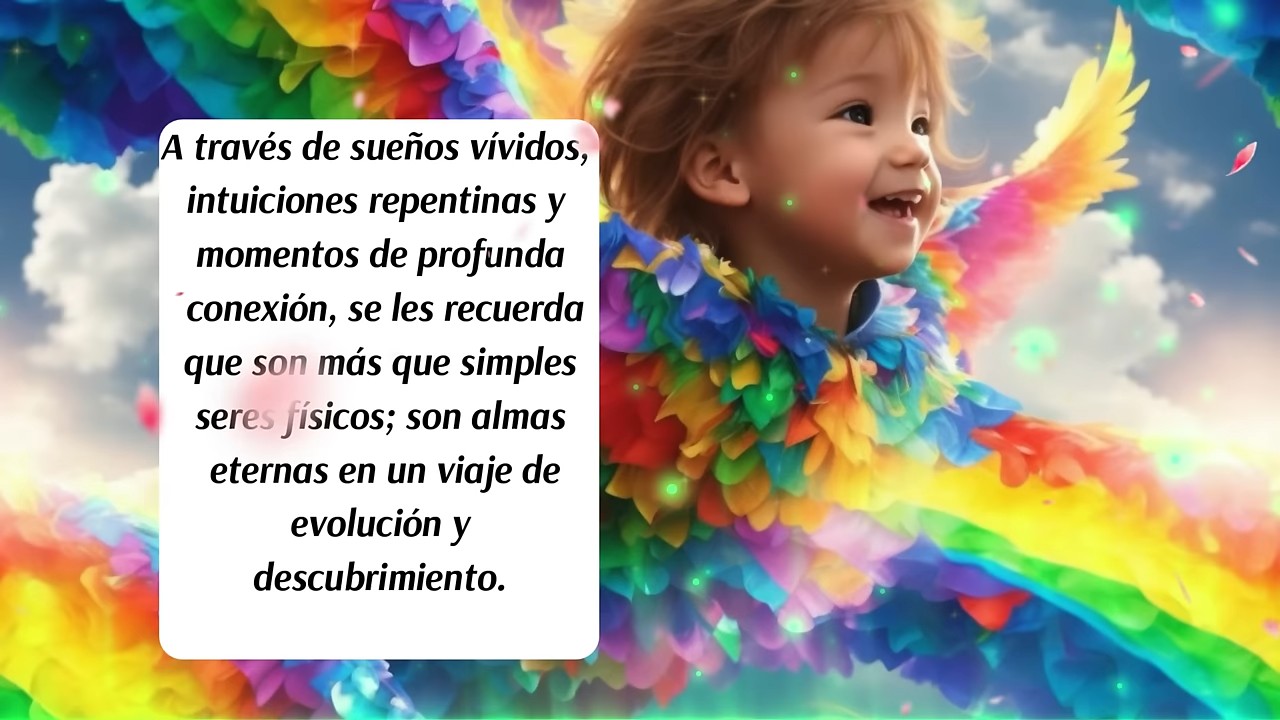 A través de sueños vívidos,
intuiciones repentinas y
momentos de profunda
conexión, se les recuerda
que son más que simples
seres físicos; son almas
eternas en un viaje de
evolución y
descubrimiento.